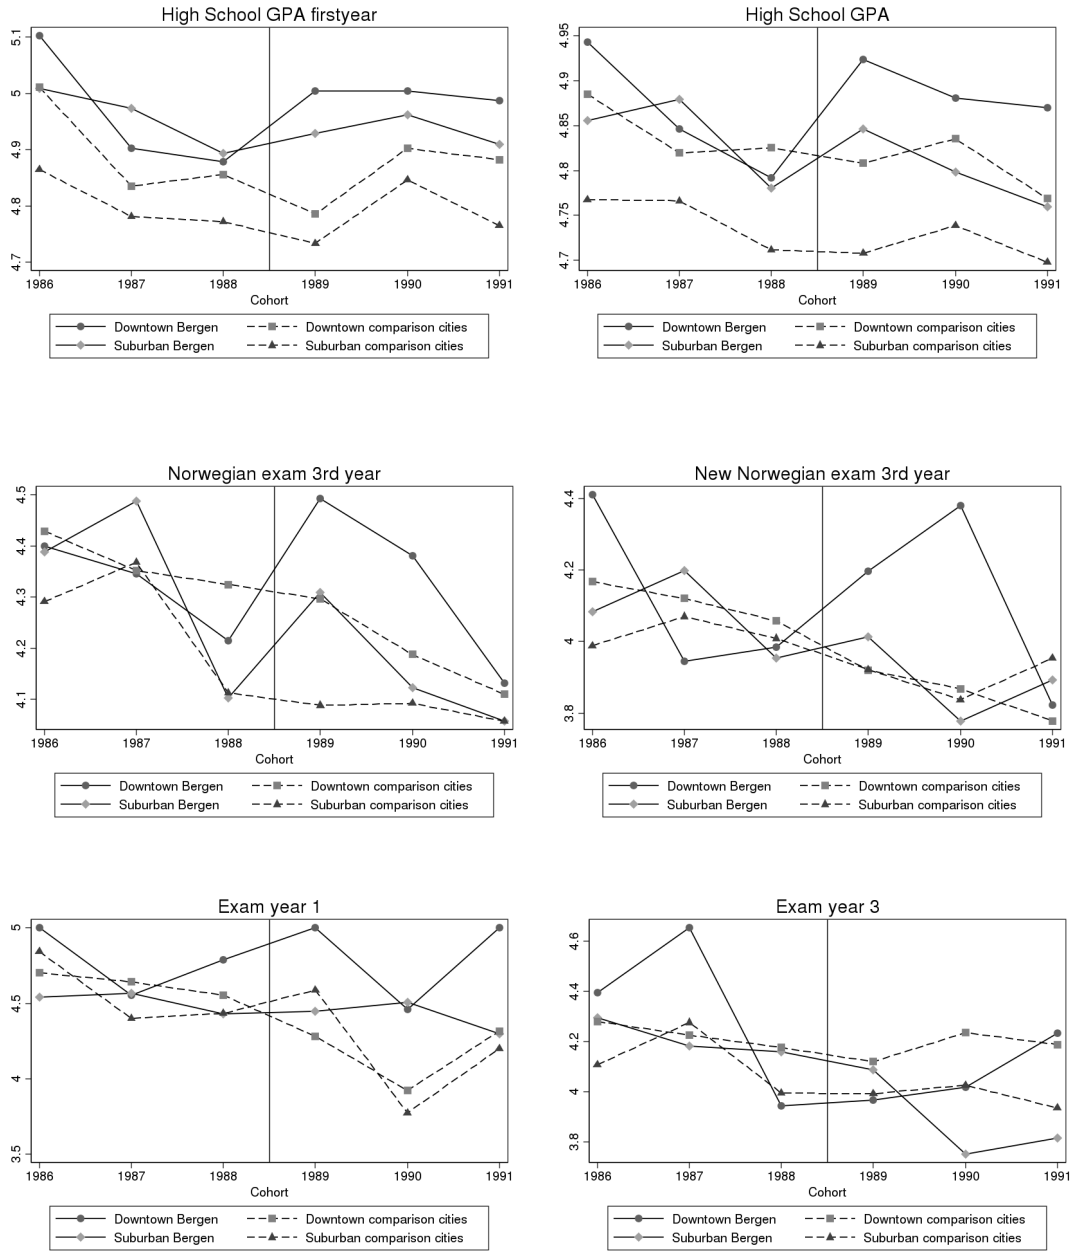 High School GPA firstyear
5.1
5
4.9
4.8
4.7
1986 1987 1988 1989 1990 1991
Cohort
Downtown Bergen Downtown comparison cities
Suburban Bergen Suburban comparison cities
High School GPA
4.95
4.9
4.85
4.8
4.75
4.7
1986 1987 1988 1989 1990 1991
Cohort
Downtown Bergen Downtown comparison cities
Suburban Bergen Suburban comparison cities
Norwegian exam 3rd year
4.5
4.4
4.3
4.2
4.1
1986 1987 1988 1989 1990 1991
Cohort
Downtown Bergen Downtown comparison cities
Suburban Bergen Suburban comparison cities
New Norwegian exam 3rd year
4.4
4.2
4
3.8
1986 1987 1988 1989 1990 1991
Cohort
Downtown Bergen Downtown comparison cities
Suburban Bergen Suburban comparison cities
Exam year 1
5
4.5
4
3.5
1986 1987 1988 1989 1990 1991
Cohort
Downtown Bergen Downtown comparison cities
Suburban Bergen Suburban comparison cities
Exam year 3
4.6
4.4
4.2
4
3.8
1986 1987 1988 1989 1990 1991
Cohort
Downtown Bergen Downtown comparison cities
Suburban Bergen Suburban comparison cities